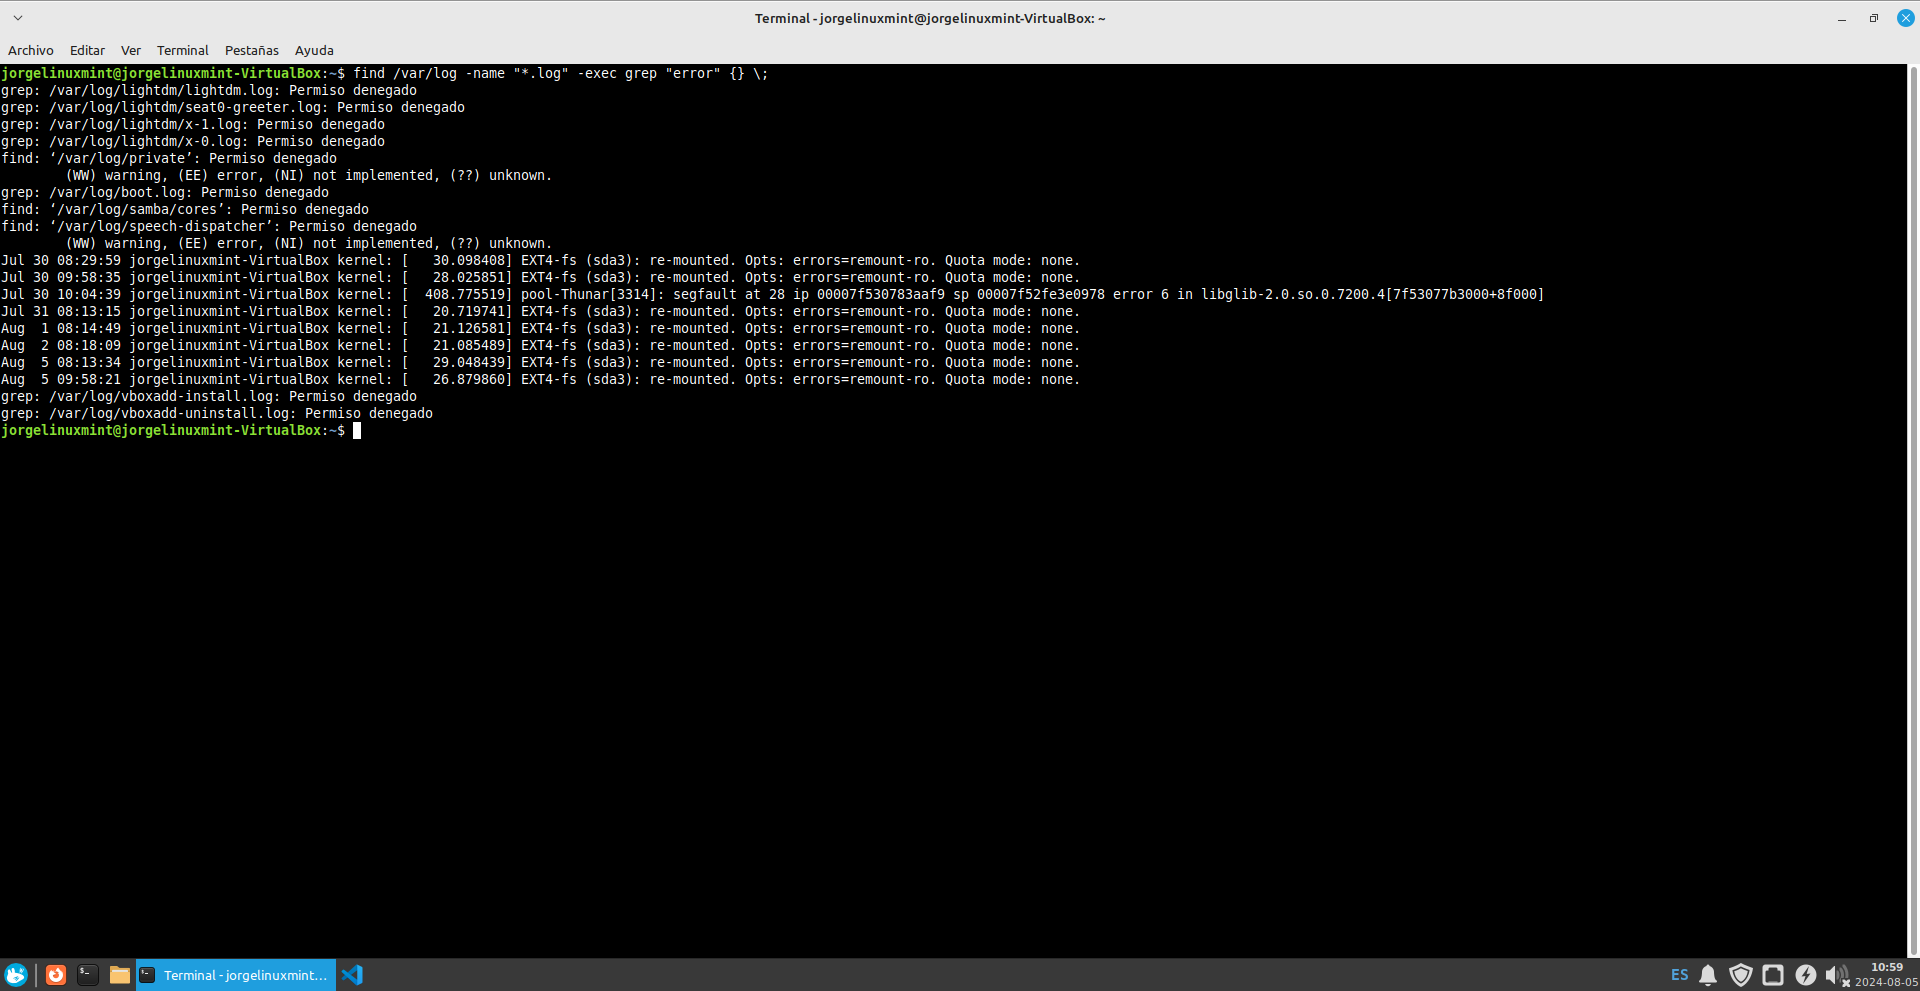 Terminal - jorgelinuxmint@jorgelinuxmint-VirtualBox: ~
Archivo Editar Ver Terminal Pestañas Ayuda
jorgelinuxmint@jorgelinuxmint-VirtualBox:~$ find /var/log -name "*.log" -exec grep "error" {} \;
grep: /var/log/lightdm/lightdm.log: Permiso denegado
grep: /var/log/lightdm/seat0-greeter.log: Permiso denegado
grep: /var/log/lightdm/x-1.log: Permiso denegado
grep: /var/log/lightdm/x-0.log: Permiso denegado
find: ‘/var/log/private’: Permiso denegado
        (WW) warning, (EE) error, (NI) not implemented, (??) unknown.
grep: /var/log/boot.log: Permiso denegado
find: ‘/var/log/samba/cores’: Permiso denegado
find: ‘/var/log/speech-dispatcher’: Permiso denegado
        (WW) warning, (EE) error, (NI) not implemented, (??) unknown.
Jul 30 08:29:59 jorgelinuxmint-VirtualBox kernel: [   30.098408] EXT4-fs (sda3): re-mounted. Opts: errors=remount-ro. Quota mode: none.
Jul 30 09:58:35 jorgelinuxmint-VirtualBox kernel: [   28.025851] EXT4-fs (sda3): re-mounted. Opts: errors=remount-ro. Quota mode: none.
Jul 30 10:04:39 jorgelinuxmint-VirtualBox kernel: [  408.775519] pool-Thunar[3314]: segfault at 28 ip 00007f530783aaf9 sp 00007f52fe3e0978 error 6 in libglib-2.0.so.0.7200.4[7f53077b3000+8f000]
Jul 31 08:13:15 jorgelinuxmint-VirtualBox kernel: [   20.719741] EXT4-fs (sda3): re-mounted. Opts: errors=remount-ro. Quota mode: none.
Aug  1 08:14:49 jorgelinuxmint-VirtualBox kernel: [   21.126581] EXT4-fs (sda3): re-mounted. Opts: errors=remount-ro. Quota mode: none.
Aug  2 08:18:09 jorgelinuxmint-VirtualBox kernel: [   21.085489] EXT4-fs (sda3): re-mounted. Opts: errors=remount-ro. Quota mode: none.
Aug  5 08:13:34 jorgelinuxmint-VirtualBox kernel: [   29.048439] EXT4-fs (sda3): re-mounted. Opts: errors=remount-ro. Quota mode: none.
Aug  5 09:58:21 jorgelinuxmint-VirtualBox kernel: [   26.879860] EXT4-fs (sda3): re-mounted. Opts: errors=remount-ro. Quota mode: none.
grep: /var/log/vboxadd-install.log: Permiso denegado
grep: /var/log/vboxadd-uninstall.log: Permiso denegado
jorgelinuxmint@jorgelinuxmint-VirtualBox:~$
Terminal - jorgelinuxmint...
ES
10:59
2024-08-05